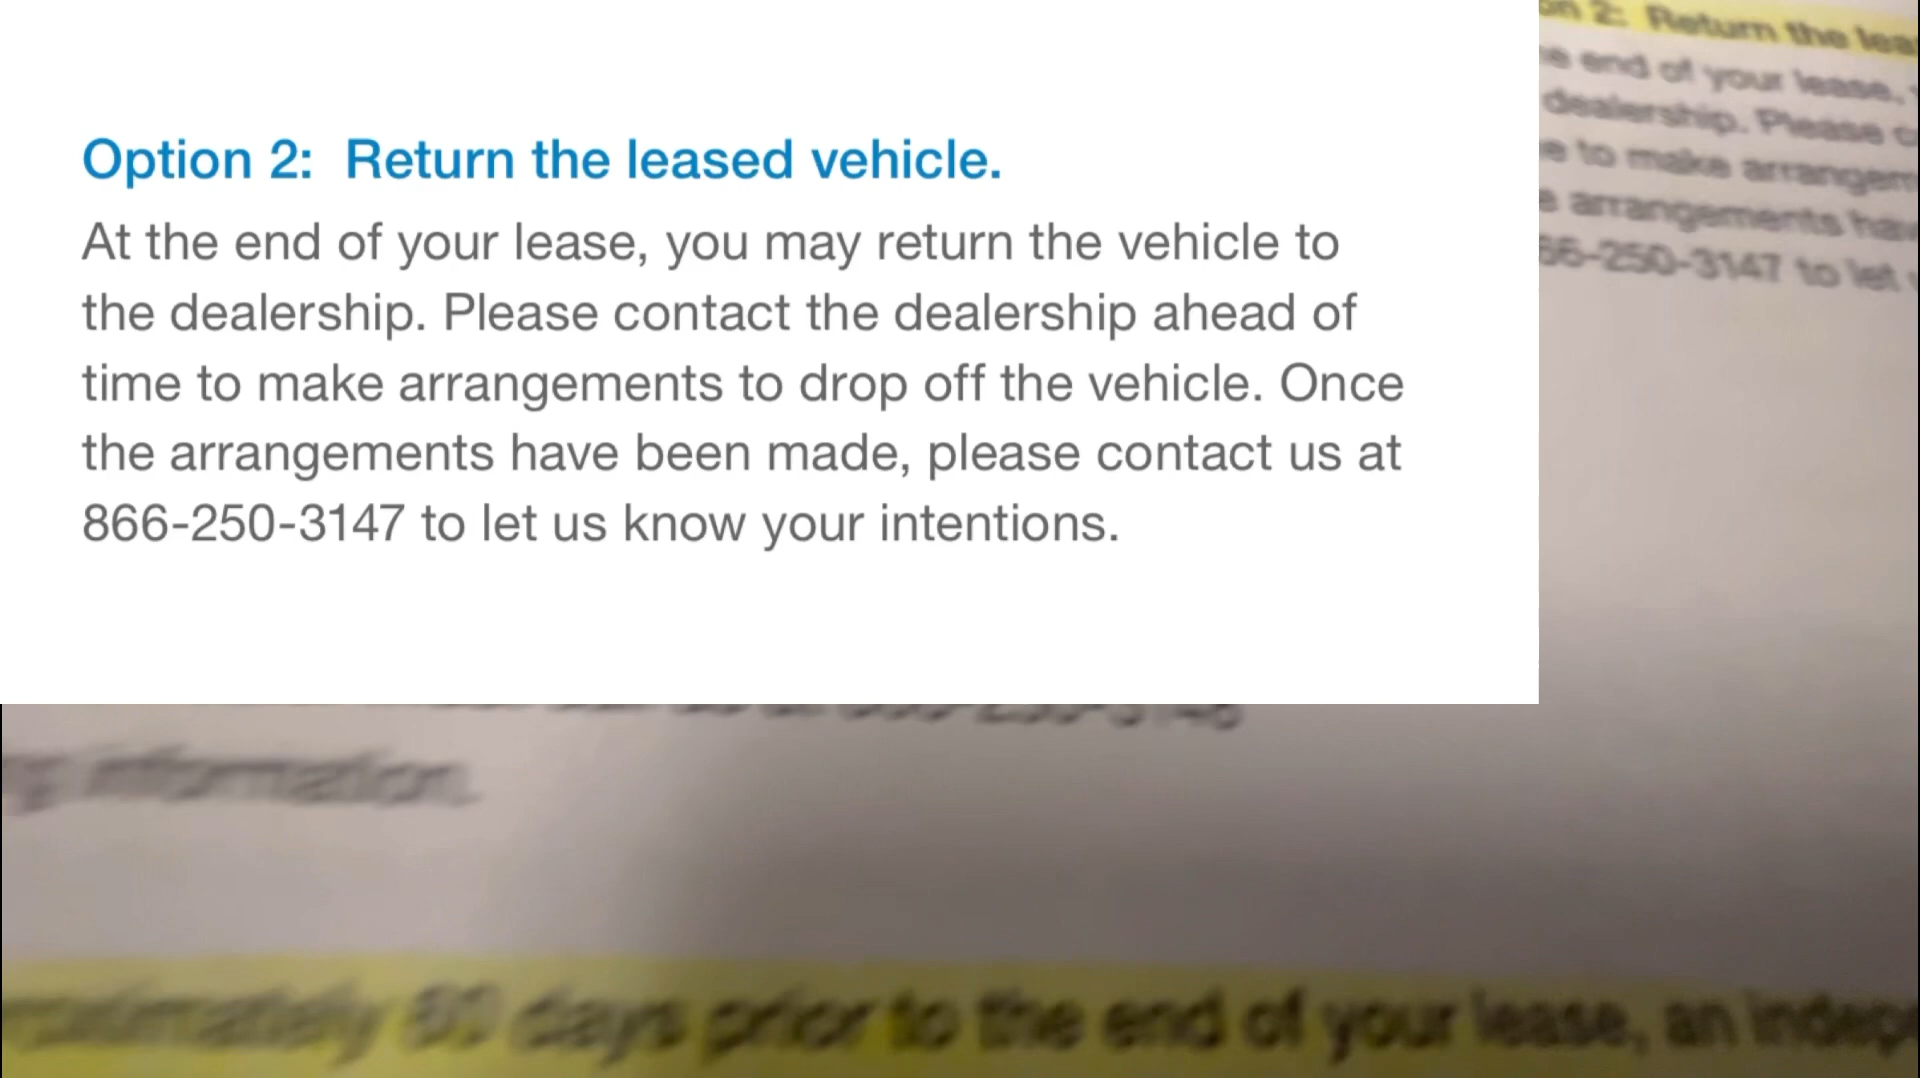 Option 2: Return the leased vehicle.
At the end of your lease, you may return the vehicle to
the dealership. Please contact the dealership ahead of
time to make arrangements to drop off the vehicle. Once
the arrangements have been made, please contact us at
866-250-3147 to let us know your intentions.
2: Return the
end of your lease,
dealership. Please
to make
arrangements
66-250-3147 to let
information.
days prior to the end of your lease, an